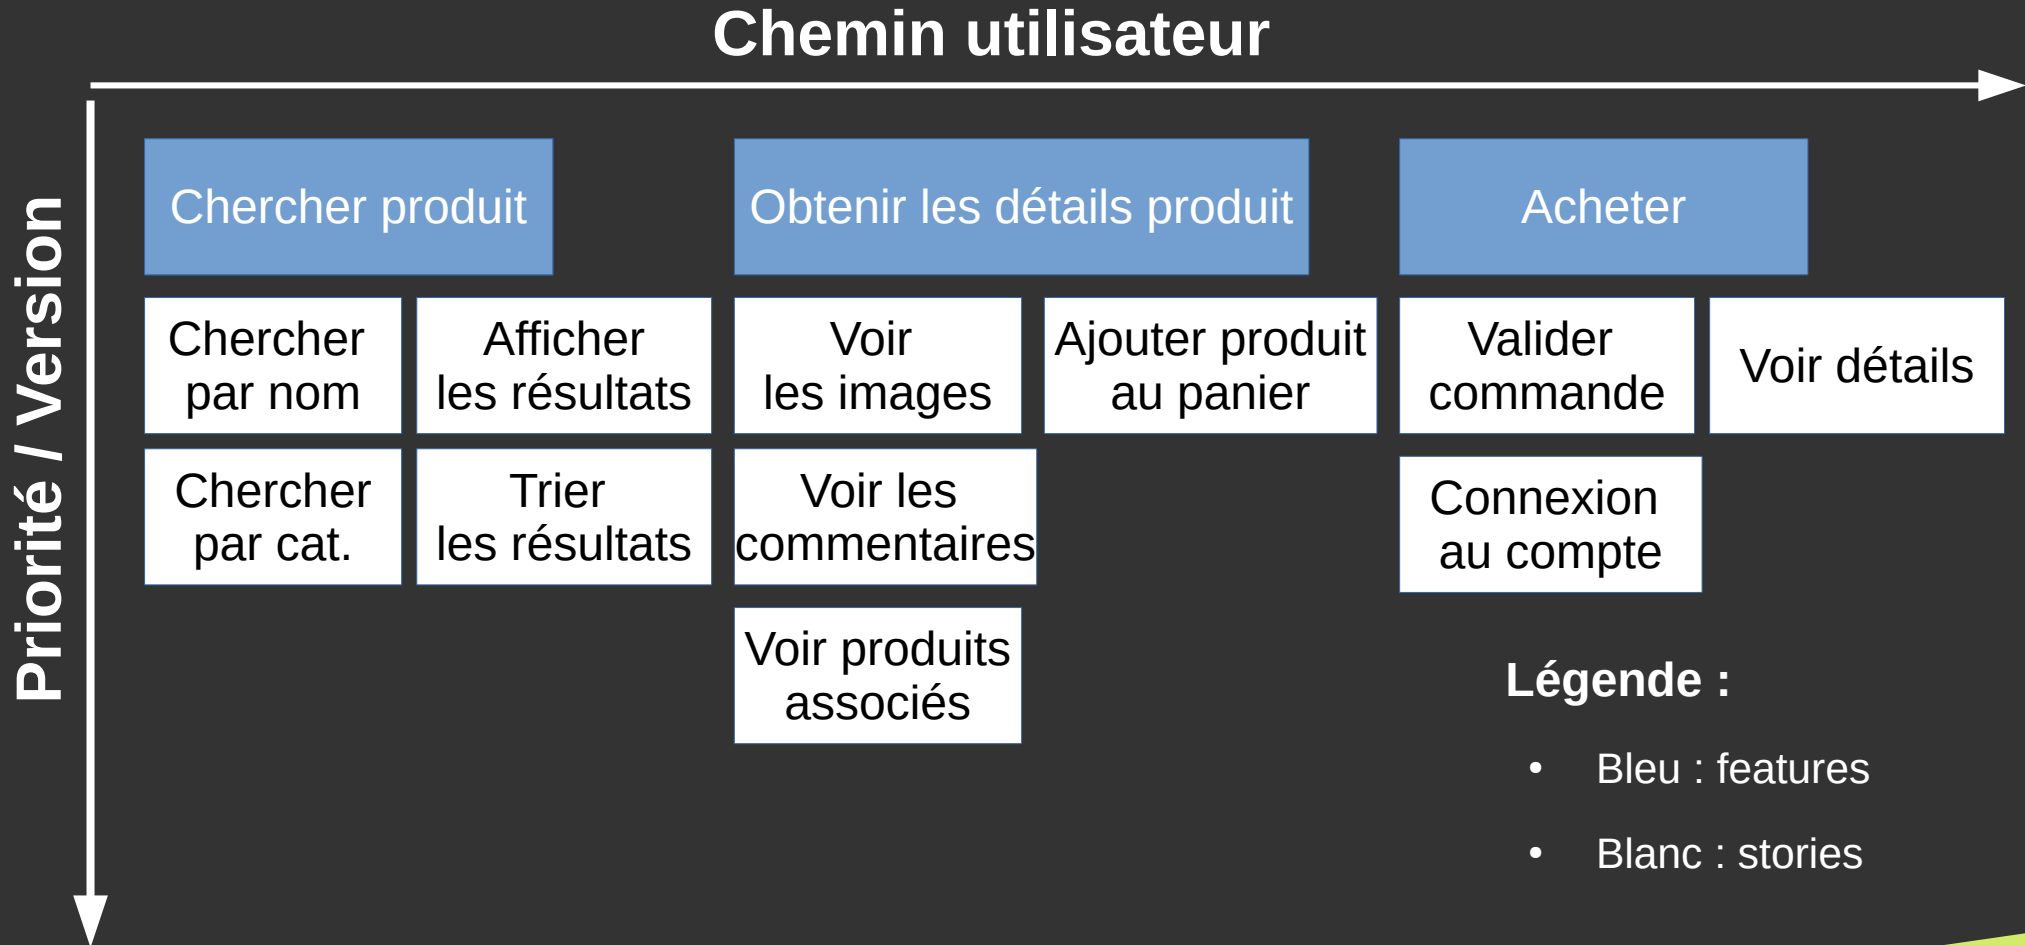 Chemin utilisateur
Priorité / Version
Chercher produit
Obtenir les détails produit
Acheter
Chercher
par nom
Afficher
les résultats
Voir
les images
Ajouter produit
au panier
Valider
commande
Voir détails
Chercher
par cat.
Trier
les résultats
Voir les
commentaires
Connexion
au compte
Voir produits
associés
Légende :
• Bleu : features
• Blanc : stories